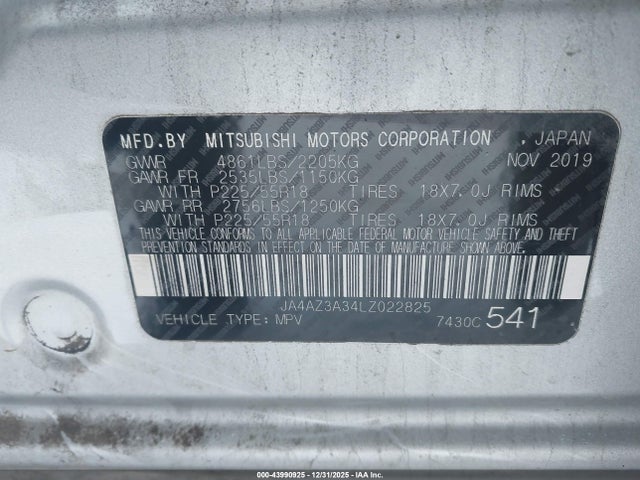 MFD.BY MITSUBISHI MOTORS CORPORATION , JAPAN
GVWR 4861LBS/2205KG NOV 2019
GAWR FR 2535LBS/1150KG
WITH P225/55R18 TIRES 18X7.0J RIMS
GAWR RR 2756LBS/1250KG
WITH P225/55R18 TIRES 18X7.0J RIMS
THIS VEHICLE CONFORMS TO ALL APPLICABLE FEDERAL MOTOR VEHICLE SAFETY AND THEFT
PREVENTION STANDARDS IN EFFECT ON THE DATE OF MANUFACTURE SHOWN ABOVE.
JA4AZ3A34LZ022825
VEHICLE TYPE: MPV 7430C 541
000-43990925 - 12/31/2025 - © IAA Inc.